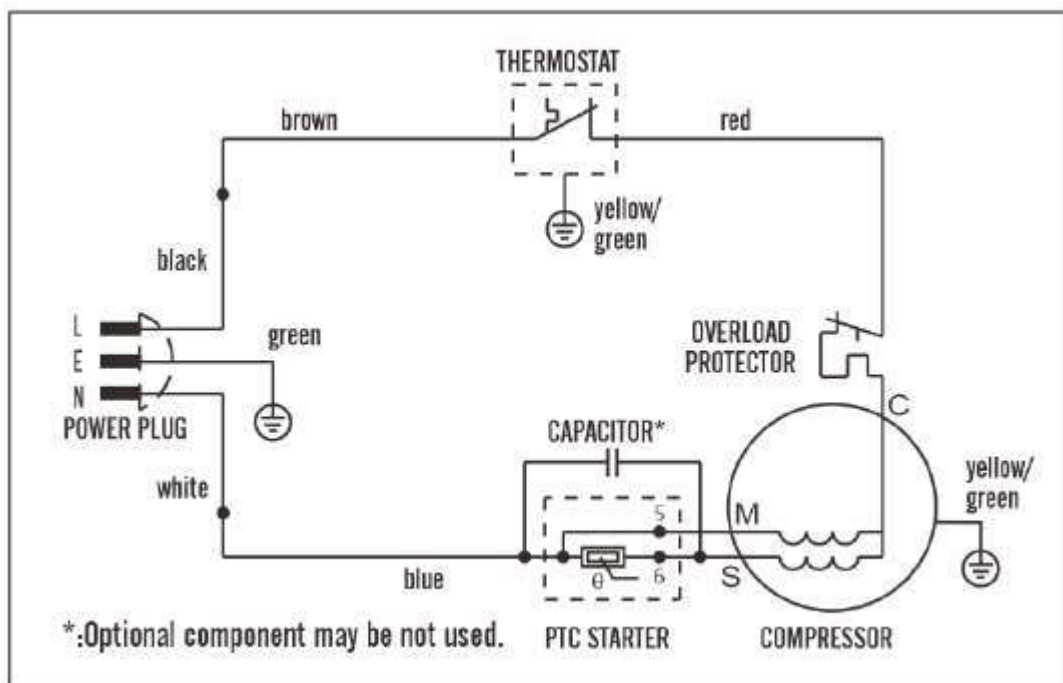 THERMOSTAT
brown
red
yellow/
green
black
L
E
N
green
POWER PLUG
OVERLOAD
PROTECTOR
C
CAPACITOR*
white
yellow/
green
5
M
S
blue
θ
6
*:Optional component may be not used.
PTC STARTER
COMPRESSOR